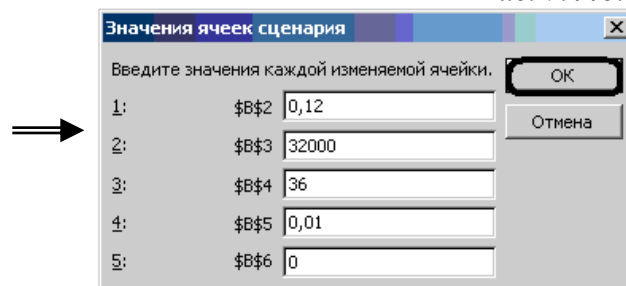 Значения ячеек сценария
Введите значения каждой изменяемой ячейки.
ОК
Отмена
1: $B$2 0,12
2: $B$3 32000
3: $B$4 36
4: $B$5 0,01
5: $B$6 0